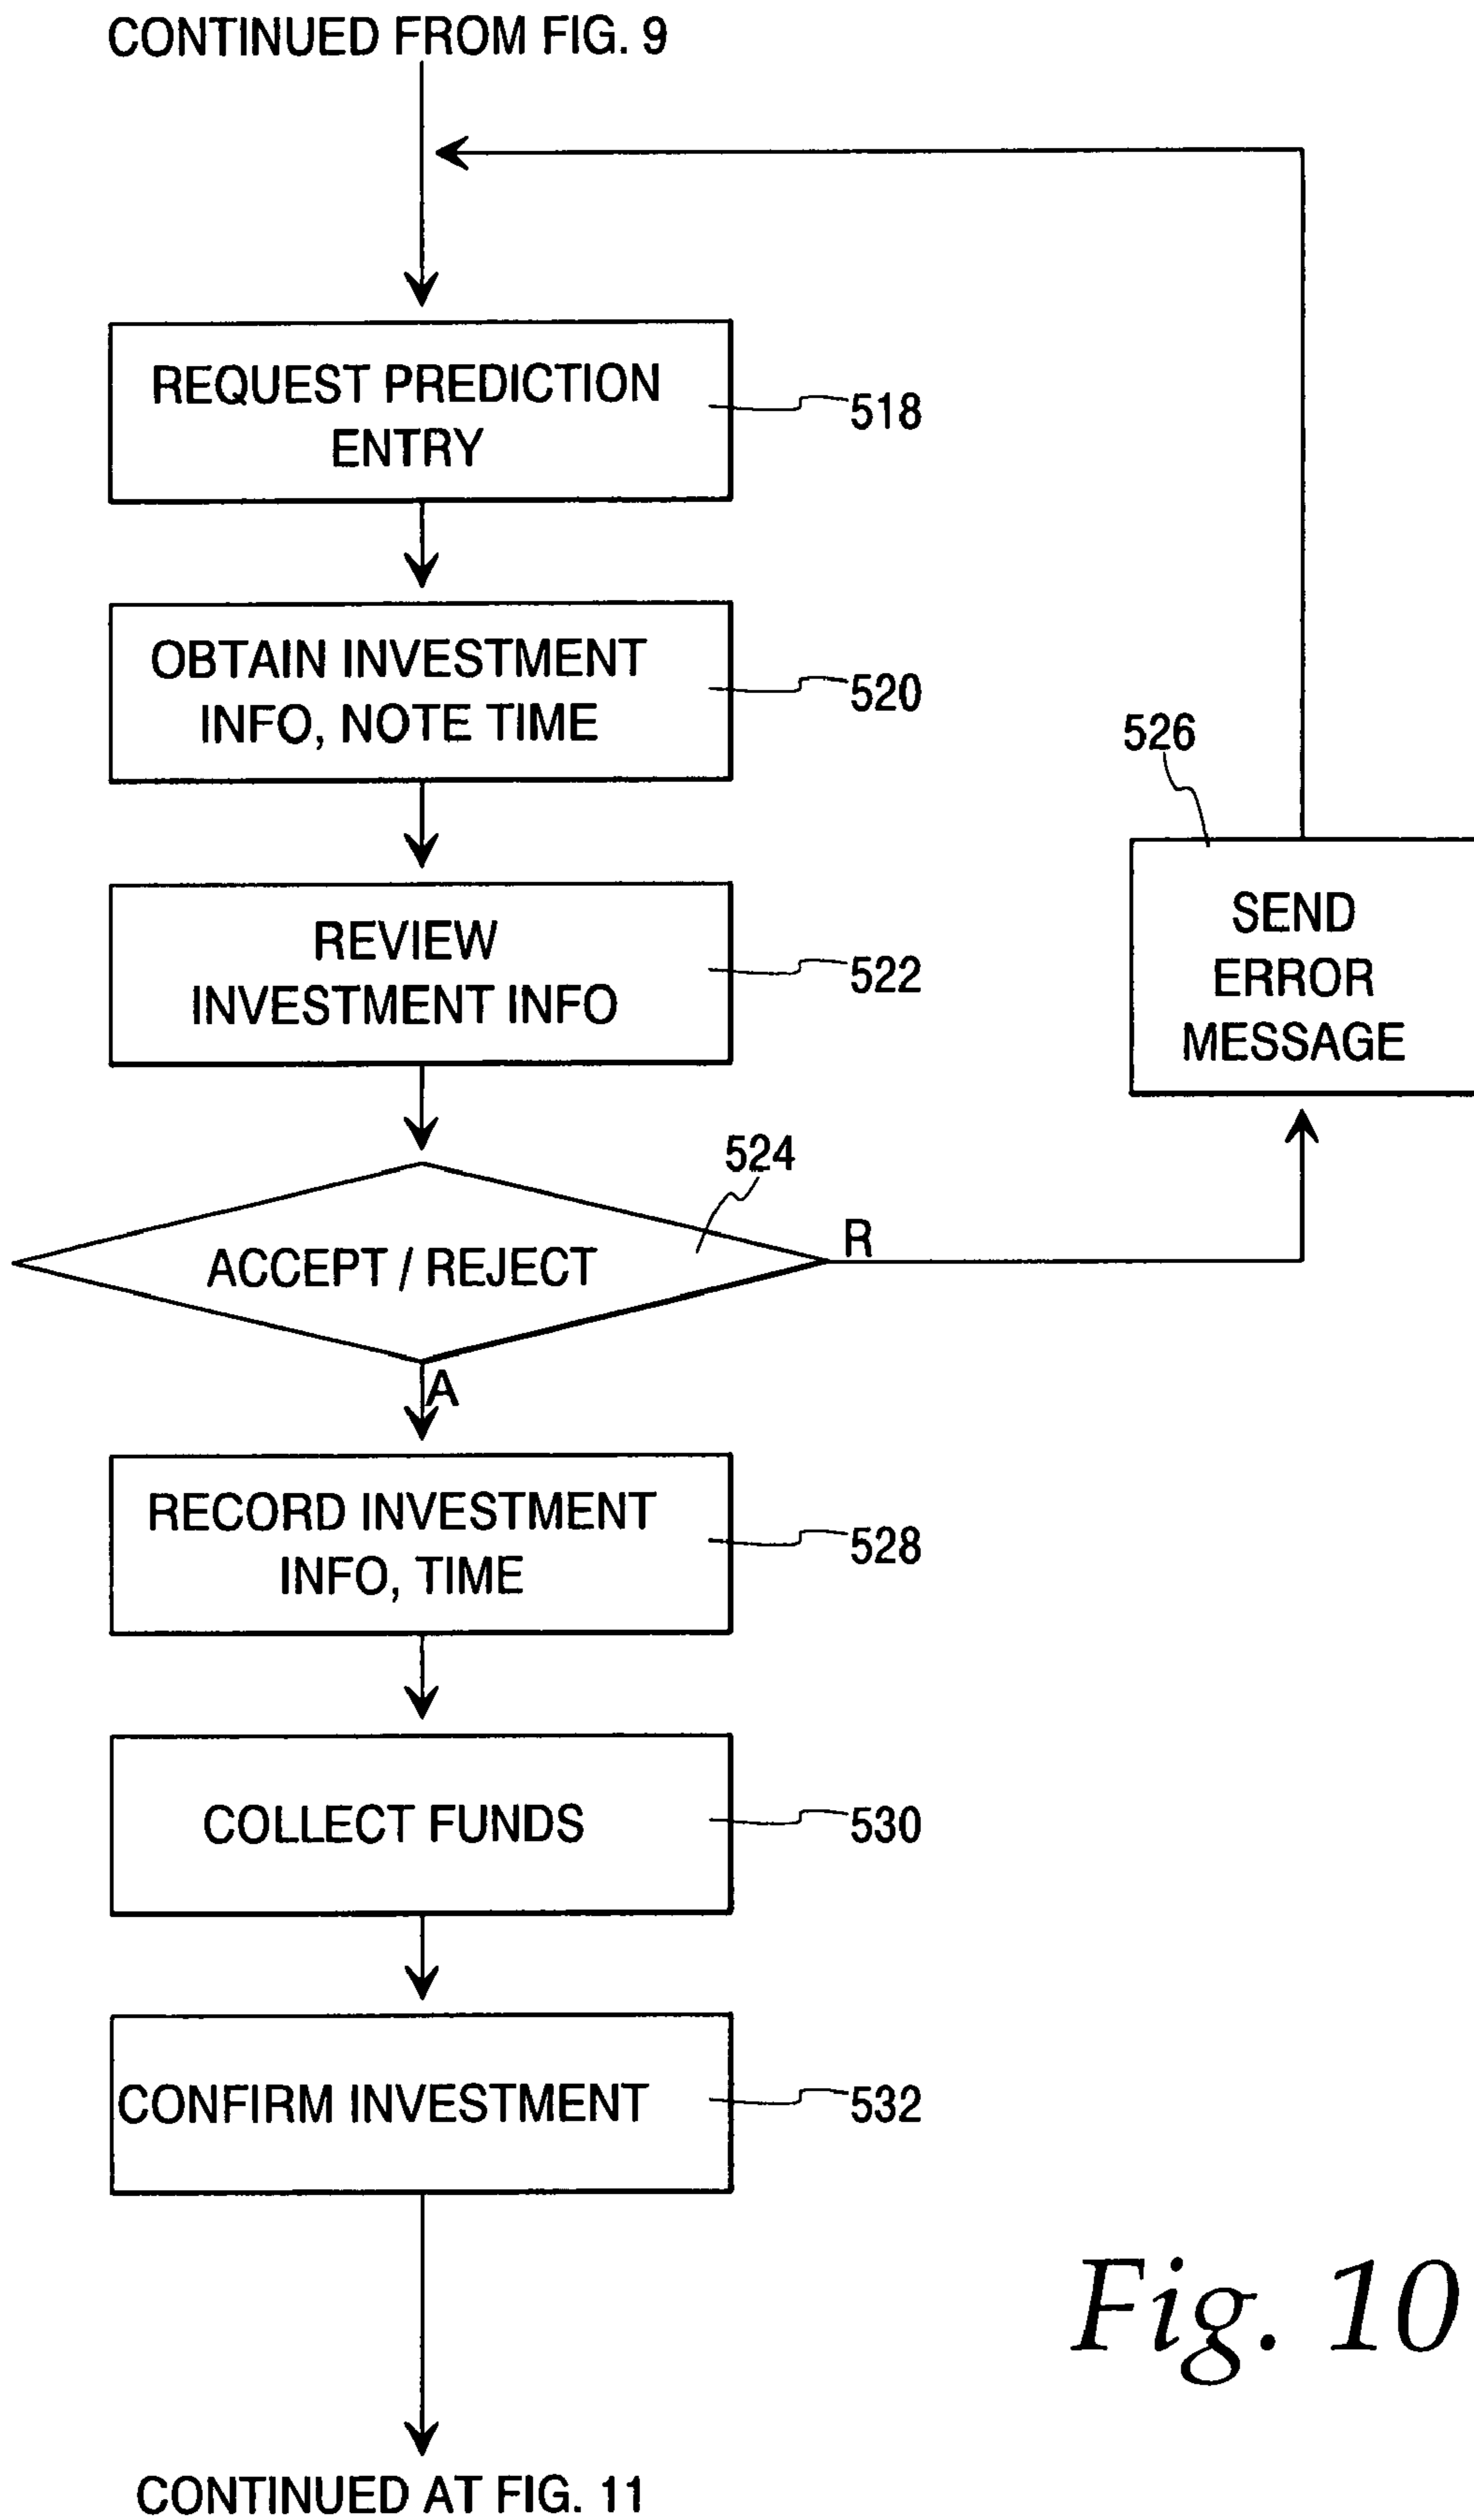 CONTINUED FROM FIG. 9
REQUEST PREDICTION
ENTRY
518
OBTAIN INVESTMENT
INFO, NOTE TIME
520
REVIEW
INVESTMENT INFO
522
526
SEND
ERROR
MESSAGE
524
ACCEPT / REJECT
R
A
RECORD INVESTMENT
INFO, TIME
528
COLLECT FUNDS
530
CONFIRM INVESTMENT
532
CONTINUED AT FIG. 11
Fig. 10